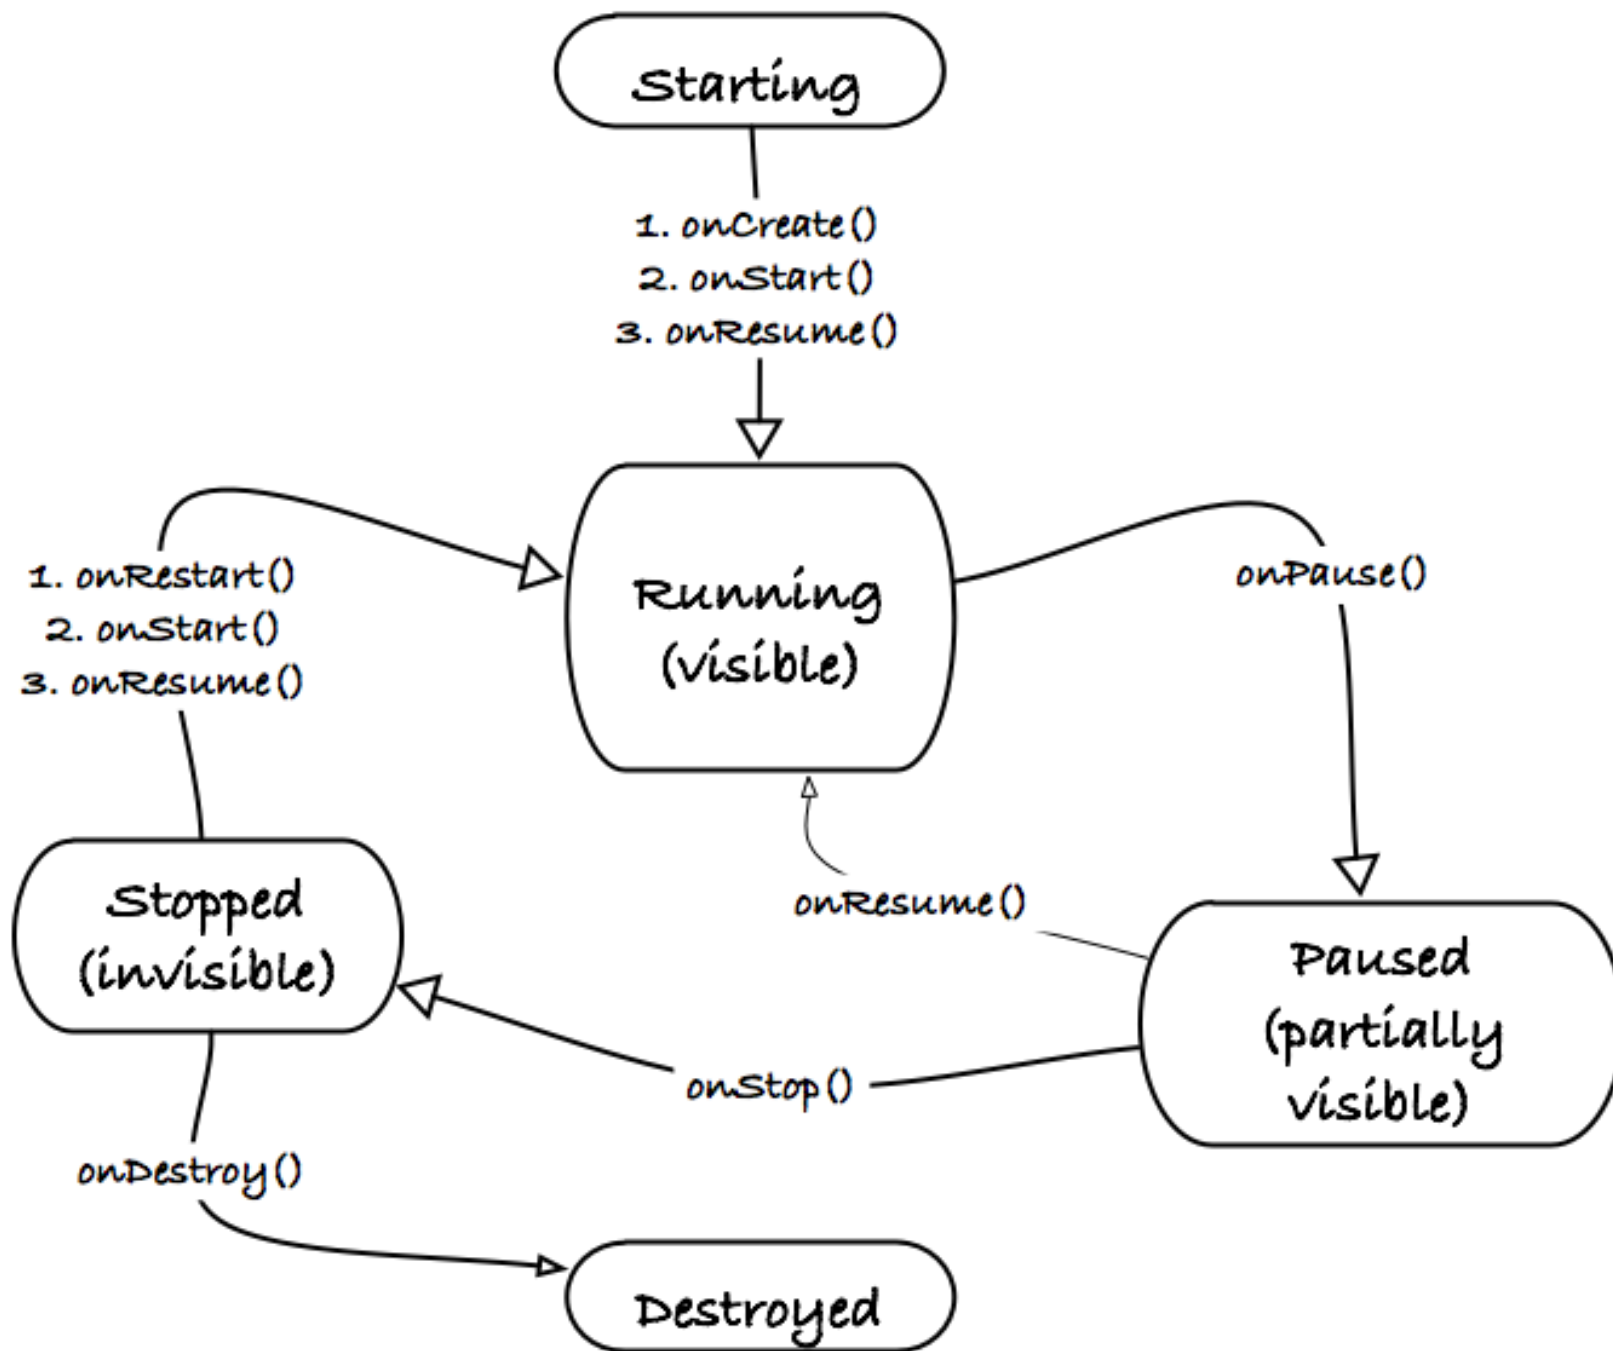 Starting
1. onCreate()
2. onStart()
3. onResume()
1. onRestart()
2. onStart()
3. onResume()
Running
(visible)
onPause()
onResume()
Stopped
(invisible)
Paused
(partially
visible)
onStop()
onDestroy()
Destroyed